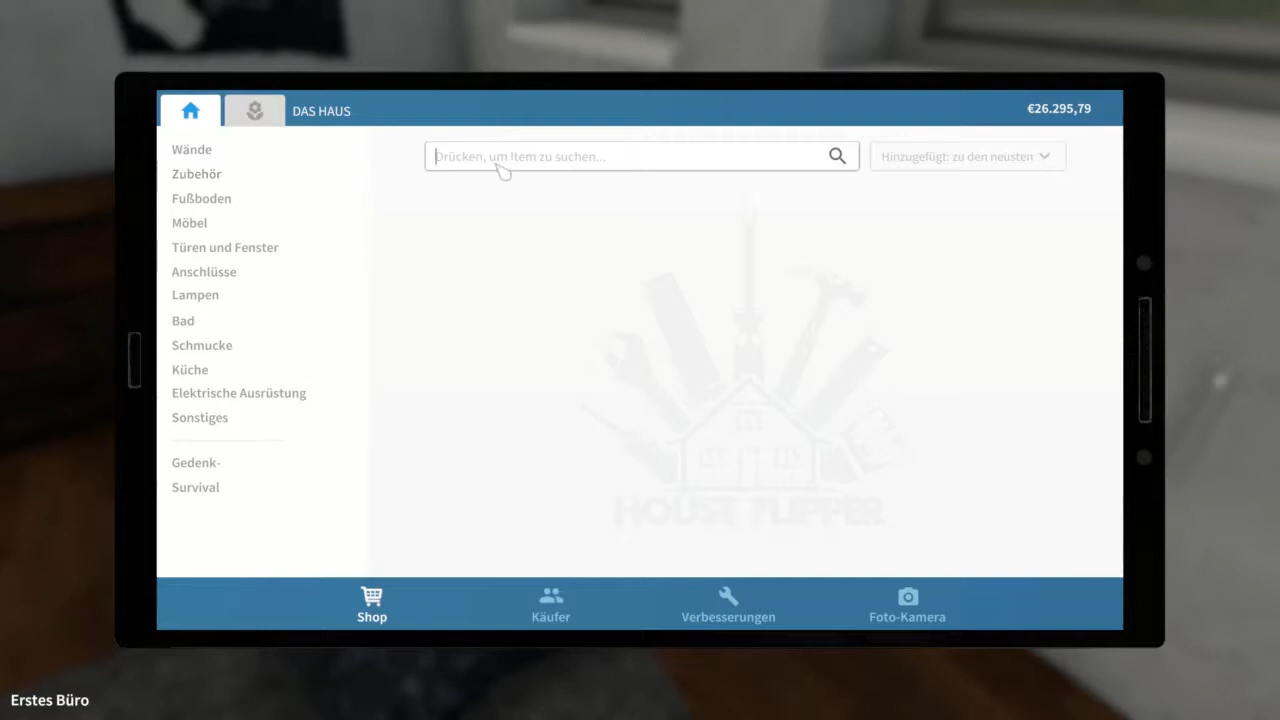 DAS HAUS
€26.295,79
Wände
Zubehör
Fußboden
Möbel
Türen und Fenster
Anschlüsse
Lampen
Bad
Schmucke
Küche
Elektrische Ausrüstung
Sonstiges
Gedenk-
Survival
Drücken, um Item zu suchen...
Hinzugefügt: zu den neusten
HOUSE FLIPPER
Shop
Käufer
Verbesserungen
Foto-Kamera
Erstes Büro